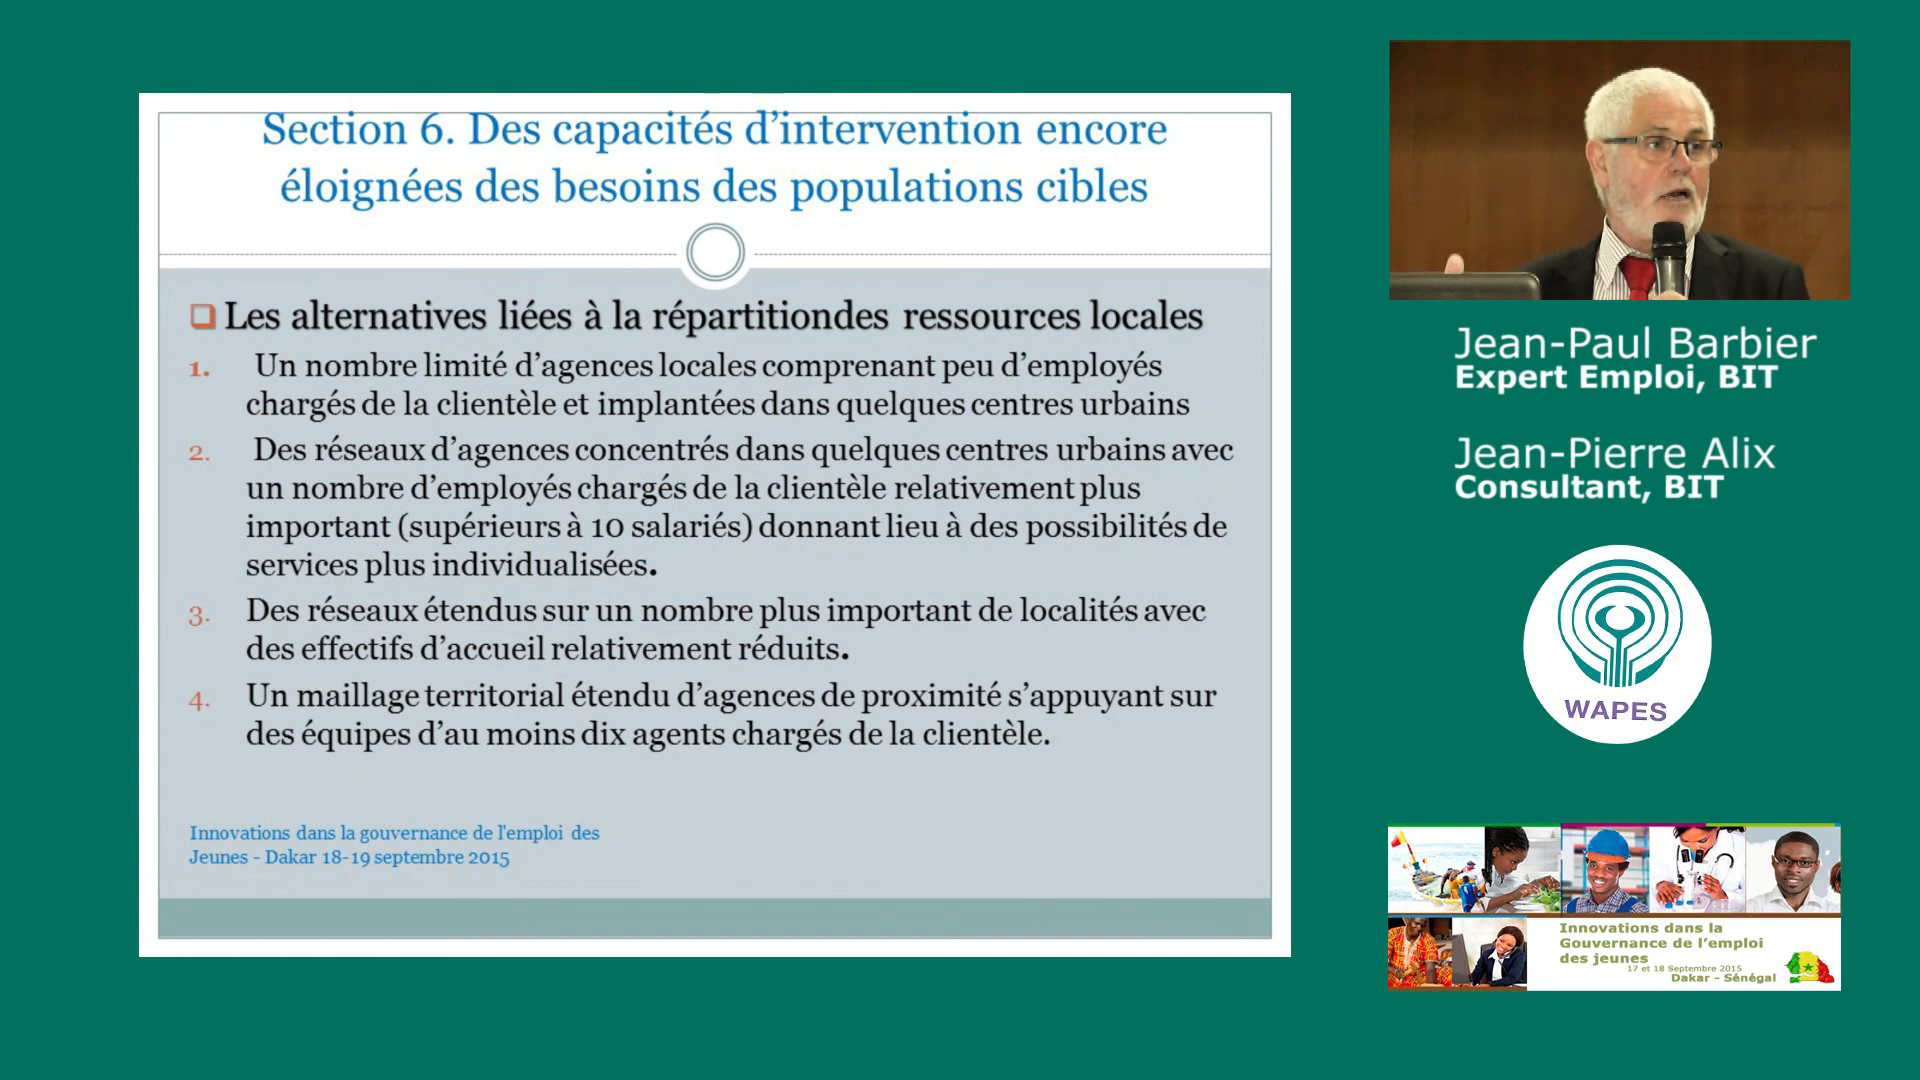 Section 6. Des capacités d’intervention encore
éloignées des besoins des populations cibles
Les alternatives liées à la répartitiondes ressources locales
1. Un nombre limité d’agences locales comprenant peu d’employés
chargés de la clientèle et implantées dans quelques centres urbains
2. Des réseaux d’agences concentrés dans quelques centres urbains avec
un nombre d’employés chargés de la clientèle relativement plus
important (supérieurs à 10 salariés) donnant lieu à des possibilités de
services plus individualisées.
3. Des réseaux étendus sur un nombre plus important de localités avec
des effectifs d’accueil relativement réduits.
4. Un maillage territorial étendu d’agences de proximité s’appuyant sur
des équipes d’au moins dix agents chargés de la clientèle.
Innovations dans la gouvernance de l'emploi des
Jeunes - Dakar 18-19 septembre 2015
Jean-Paul Barbier
Expert Emploi, BIT
Jean-Pierre Alix
Consultant, BIT
WAPES
Innovations dans la
Gouvernance de l’emploi
des jeunes
17 et 18 Septembre 2015
Dakar - Sénégal